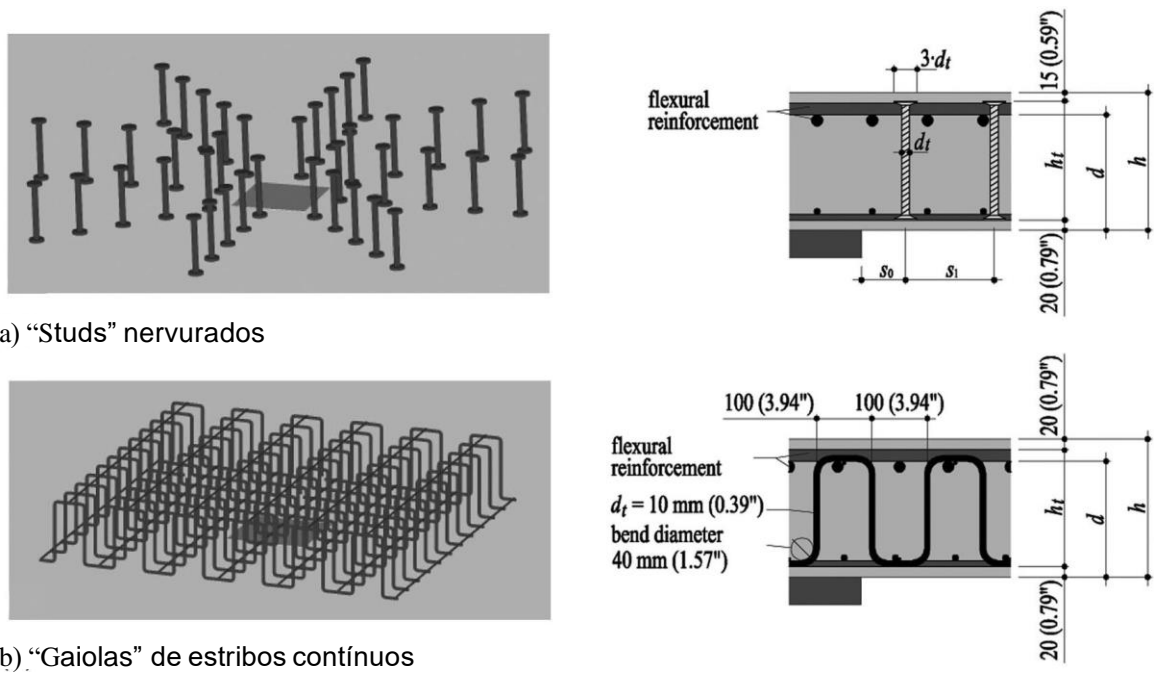 3·dt
flexural
reinforcement
dt
s0
s1
ht
d
h
15 (0.59")
20 (0.79")
a) “Studs” nervurados
100 (3.94")
100 (3.94")
flexural
reinforcement
dt = 10 mm (0.39")
bend diameter
40 mm (1.57")
ht
d
h
20 (0.79")
20 (0.79")
b) “Gaiolas” de estribos contínuos